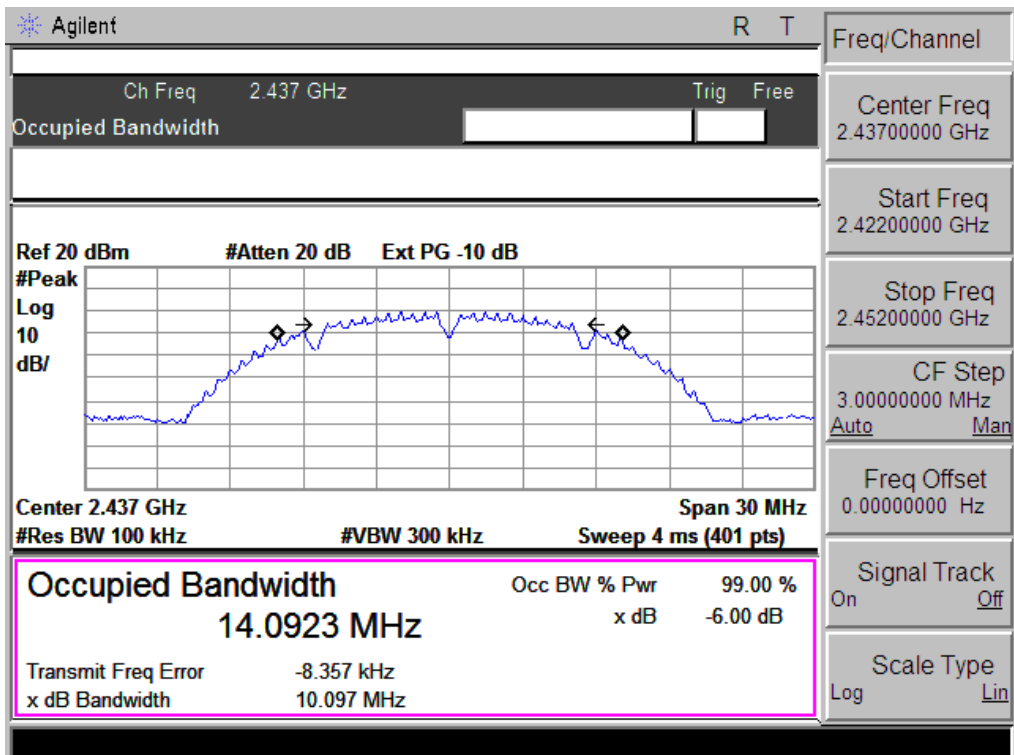 Agilent R T
Ch Freq 2.437 GHz Trig Free
Occupied Bandwidth
Ref 20 dBm #Atten 20 dB Ext PG -10 dB
#Peak
Log
10
dB/
Center 2.437 GHz Span 30 MHz
#Res BW 100 kHz #VBW 300 kHz Sweep 4 ms (401 pts)
Occupied Bandwidth Occ BW % Pwr 99.00 %
14.0923 MHz x dB -6.00 dB
Transmit Freq Error -8.357 kHz
x dB Bandwidth 10.097 MHz
Freq/Channel
Center Freq
2.43700000 GHz
Start Freq
2.42200000 GHz
Stop Freq
2.45200000 GHz
CF Step
3.00000000 MHz
Auto Man
Freq Offset
0.00000000 Hz
Signal Track
On Off
Scale Type
Log Lin